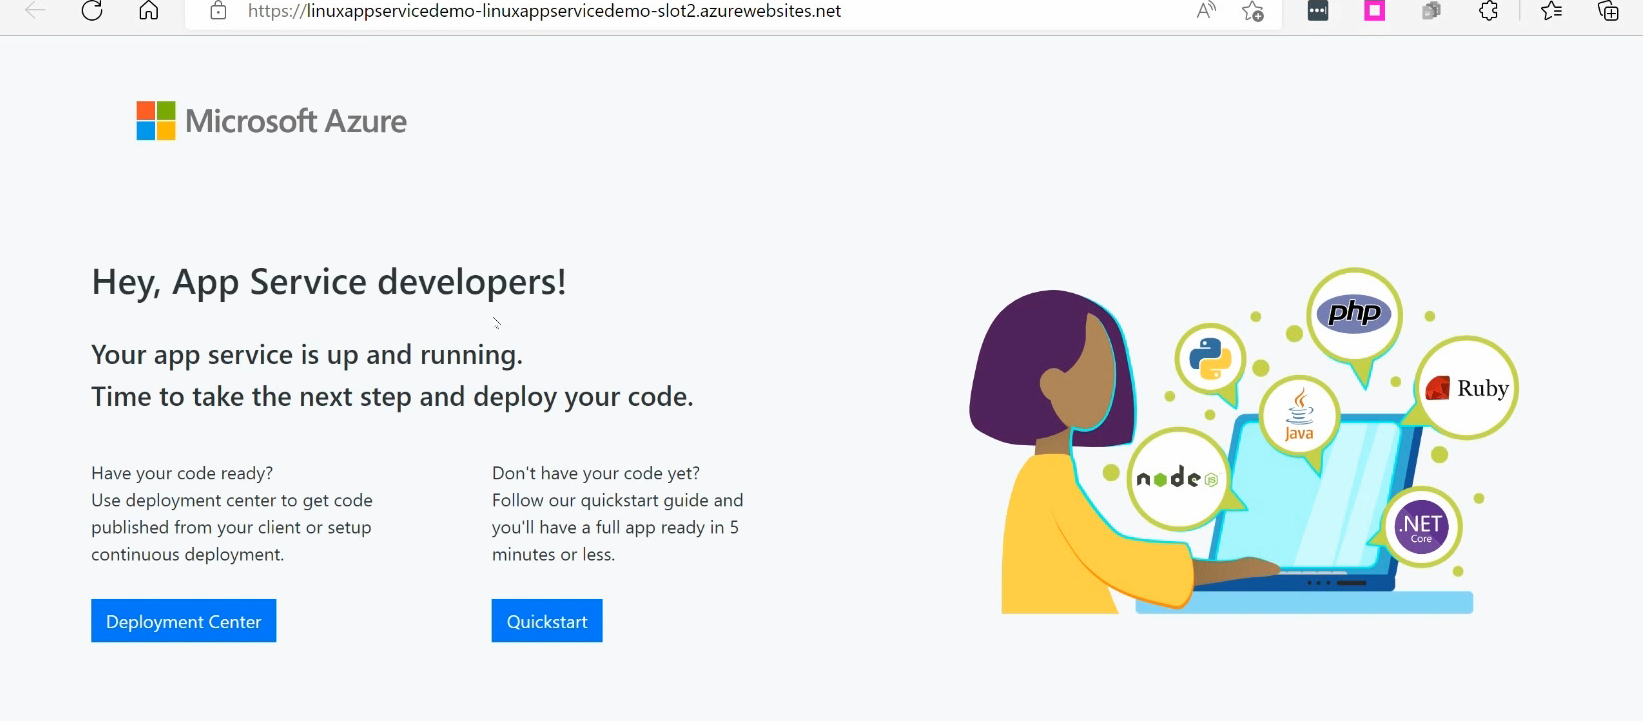 https://linuxappservicedemo-linuxappservicedemo-slot2.azurewebsites.net
Microsoft Azure
Hey, App Service developers!
Your app service is up and running.
Time to take the next step and deploy your code.
Have your code ready?
Use deployment center to get code
published from your client or setup
continuous deployment.
Deployment Center
Don't have your code yet?
Follow our quickstart guide and
you'll have a full app ready in 5
minutes or less.
Quickstart
php
Ruby
Java
node
JS
.NET
Core